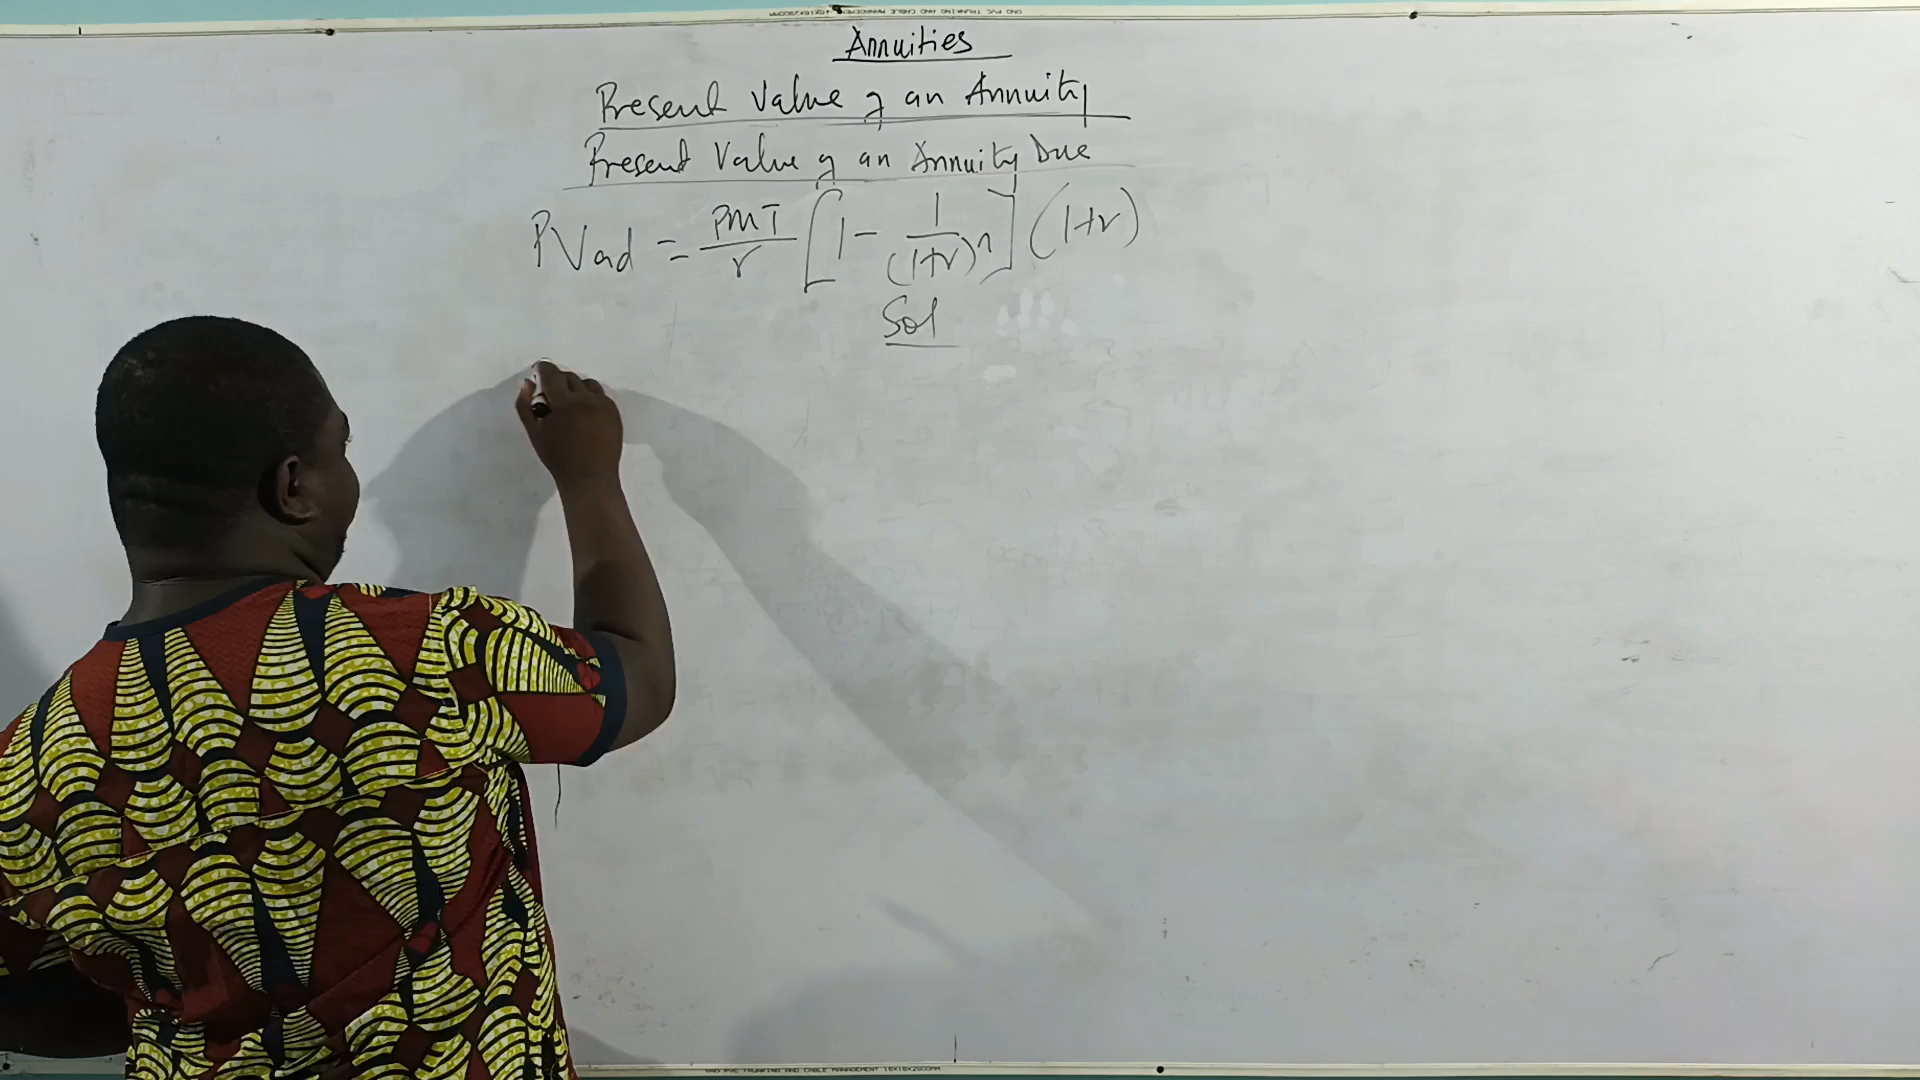 Annuities
Present Value of an Annuity
Present Value of an Annuity Due
PVad = PMT/r [1 - 1/(1+r)^n] (1+r)
Sol